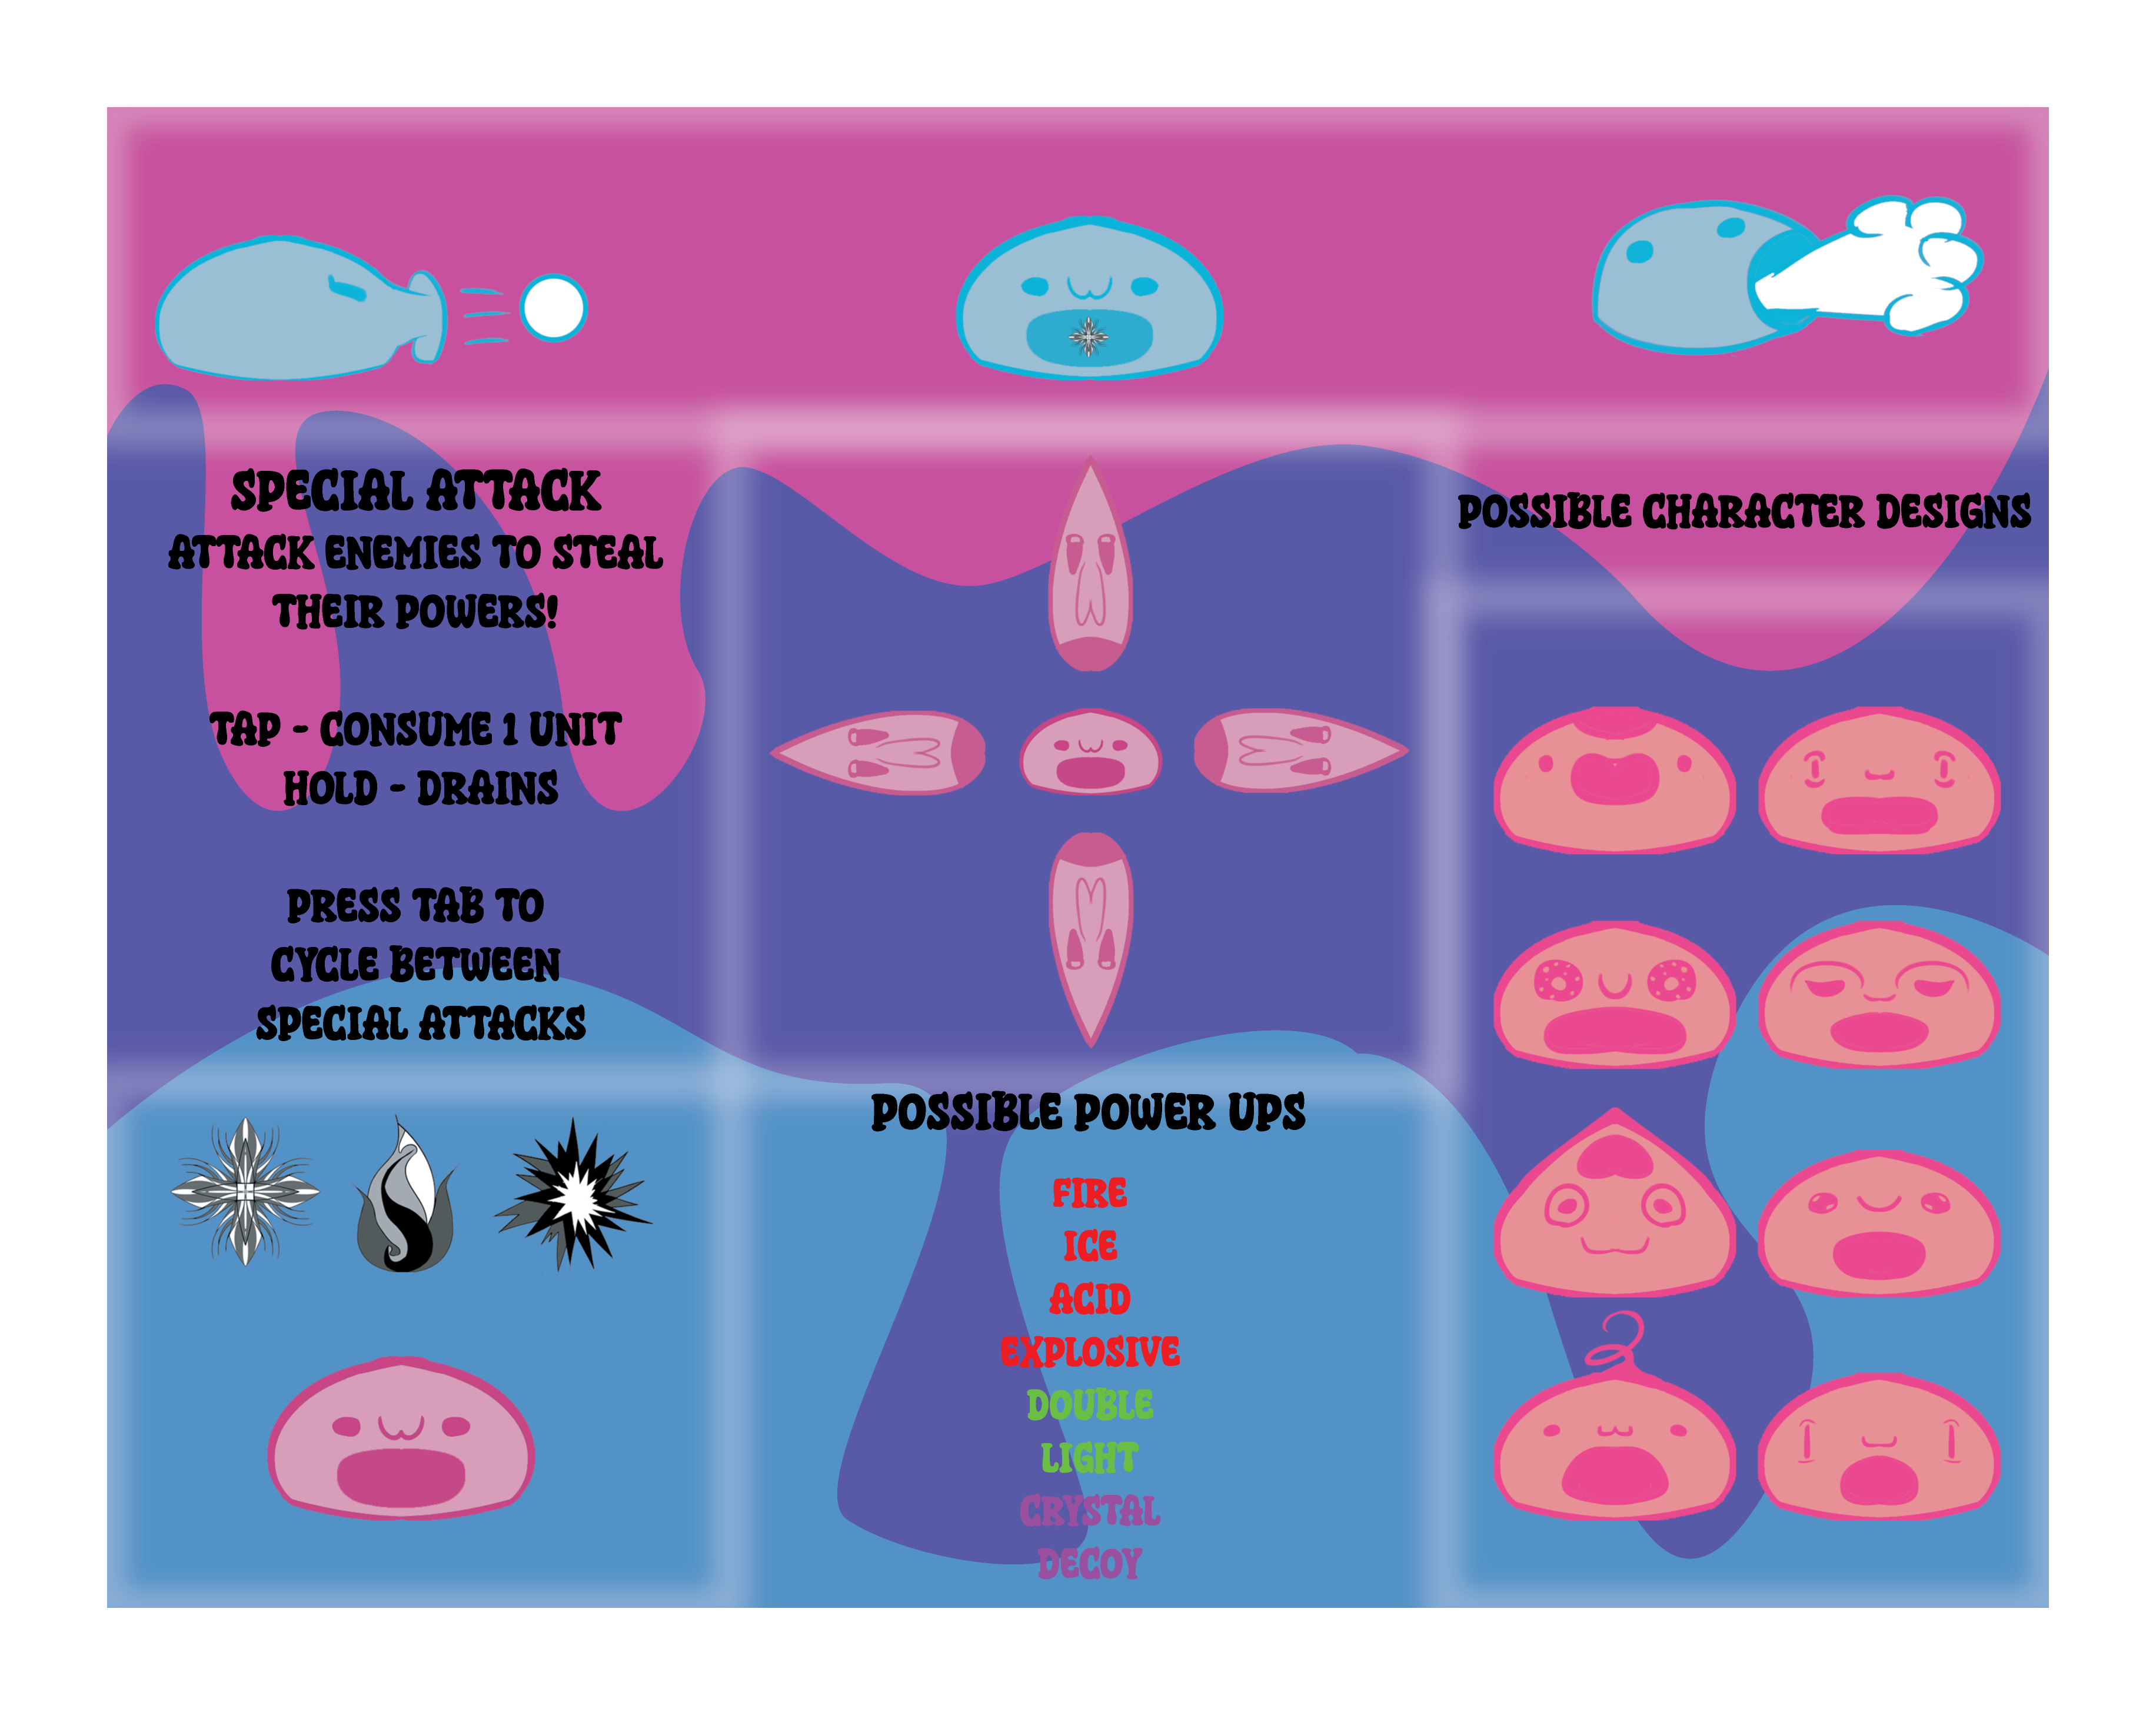 SPECIAL ATTACK
ATTACK ENEMIES TO STEAL
THEIR POWERS!
TAP - CONSUME 1 UNIT
HOLD - DRAINS
PRESS TAB TO
CYCLE BETWEEN
SPECIAL ATTACKS
POSSIBLE POWER UPS
FIRE
ICE
ACID
EXPLOSIVE
DOUBLE
LIGHT
CRYSTAL
DECOY
POSSIBLE CHARACTER DESIGNS